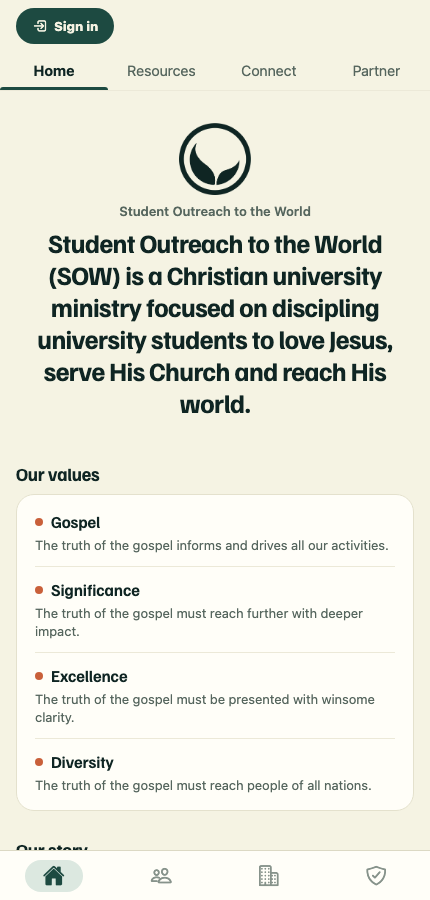 Sign in
Home Resources Connect Partner
Student Outreach to the World
Student Outreach to the World
(SOW) is a Christian university
ministry focused on discipling
university students to love Jesus,
serve His Church and reach His
world.
Our values
Gospel
The truth of the gospel informs and drives all our activities.
Significance
The truth of the gospel must reach further with deeper
impact.
Excellence
The truth of the gospel must be presented with winsome
clarity.
Diversity
The truth of the gospel must reach people of all nations.
Our story